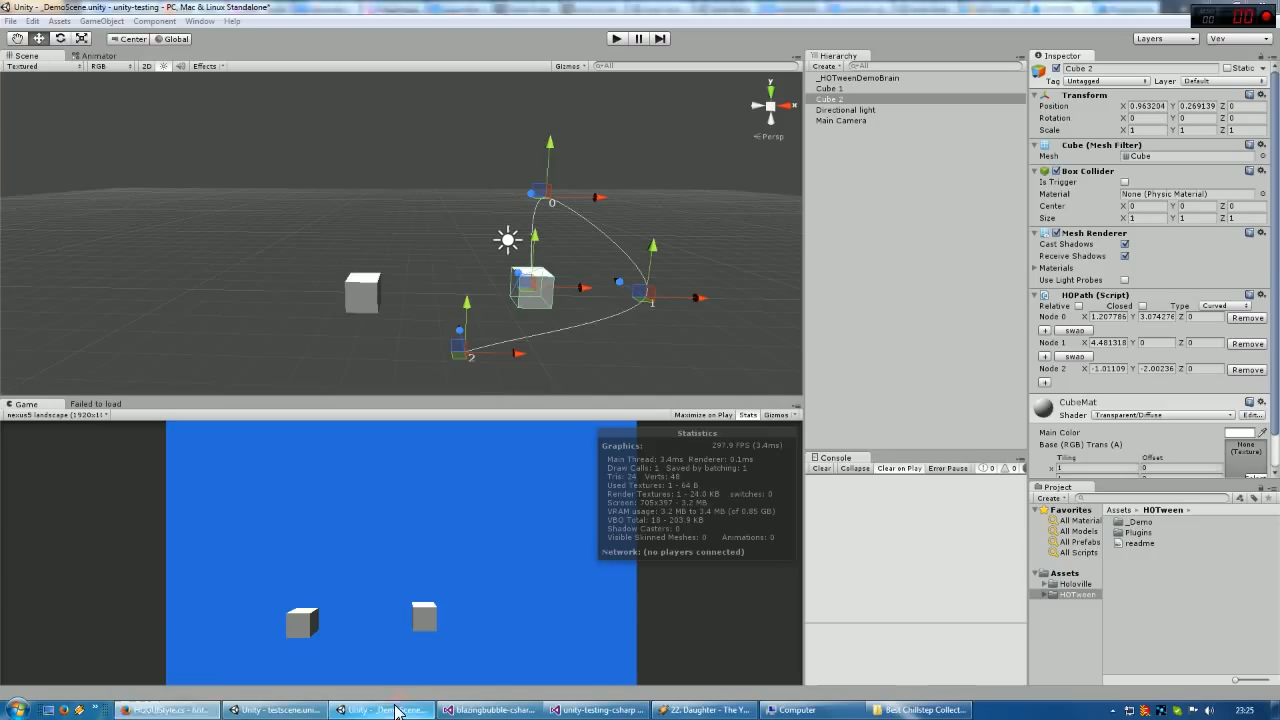 Unity - _DemoScene.unity - unity-testing - PC, Mac & Linux Standalone*
File Edit Assets GameObject Component Window Help
00 00
Center Global
Layers Vev
Scene Animator
Textured RGB 2D Effects Gizmos All
y
x
Persp
0
1
2
Hierarchy
Create All
_HOTweenDemoBrain
Cube 1
Cube 2
Directional light
Main Camera
Inspector
Cube 2 Static
Tag Untagged Layer Default
Transform
Position X 0.963204 Y 0.269139 Z 0
Rotation X 0 Y 0 Z 0
Scale X 1 Y 1 Z 1
Cube (Mesh Filter)
Mesh Cube
Box Collider
Is Trigger
Material None (Physic Material)
Center X 0 Y 0 Z 0
Size X 1 Y 1 Z 1
Mesh Renderer
Cast Shadows
Receive Shadows
Materials
Use Light Probes
HOPath (Script)
Relative Closed Type Curved
Node 0 X 1.207786 Y 3.074276 Z 0 Remove
+ swap
Node 1 X 4.481318 Y 0 Z 0 Remove
+ swap
Node 2 X -1.01109 Y -2.00236 Z 0 Remove
+
CubeMat
Shader Transparent/Diffuse Edit...
Main Color
Base (RGB) Trans (A)
None (Texture)
Tiling Offset
x 1 0
Game Failed to load
nexus5 landscape (1920x1 Maximize on Play Stats Gizmos
Statistics
Graphics: 297.9 FPS (3.4ms)
Main Thread: 3.4ms Renderer: 0.1ms
Draw Calls: 1 Saved by batching: 1
Tris: 24 Verts: 48
Used Textures: 1 - 64 B
Render Textures: 1 - 24.0 KB switches: 0
Screen: 705x397 - 3.2 MB
VRAM usage: 3.2 MB to 3.4 MB (of 0.85 GB)
VBO Total: 18 - 203.9 KB
Shadow Casters: 0
Visible Skinned Meshes: 0 Animations: 0
Network: (no players connected)
Console
Clear Collapse Clear on Play Error Pause 0 0
Project
Create
Favorites
All Material
All Models
All Prefabs
All Scripts
Assets
Holoville
HOTween
Assets HOTween
_Demo
Plugins
readme
Unity - testscene.uni...
Unity - _DemoScene...
blazingbubble-cshar...
unity-testing-csharp ...
22. Daughter - The Y...
Computer
Best Chillstep Collect...
23:25